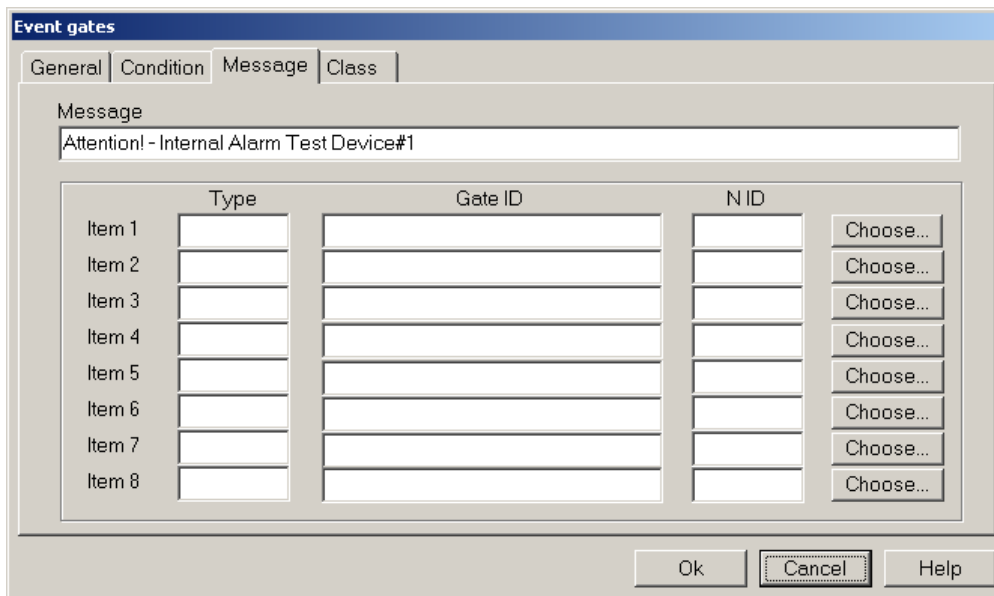 Event gates
General Condition Message Class
Message
Attention! - Internal Alarm Test Device#1
Type Gate ID N ID
Item 1 Choose...
Item 2 Choose...
Item 3 Choose...
Item 4 Choose...
Item 5 Choose...
Item 6 Choose...
Item 7 Choose...
Item 8 Choose...
Ok Cancel Help